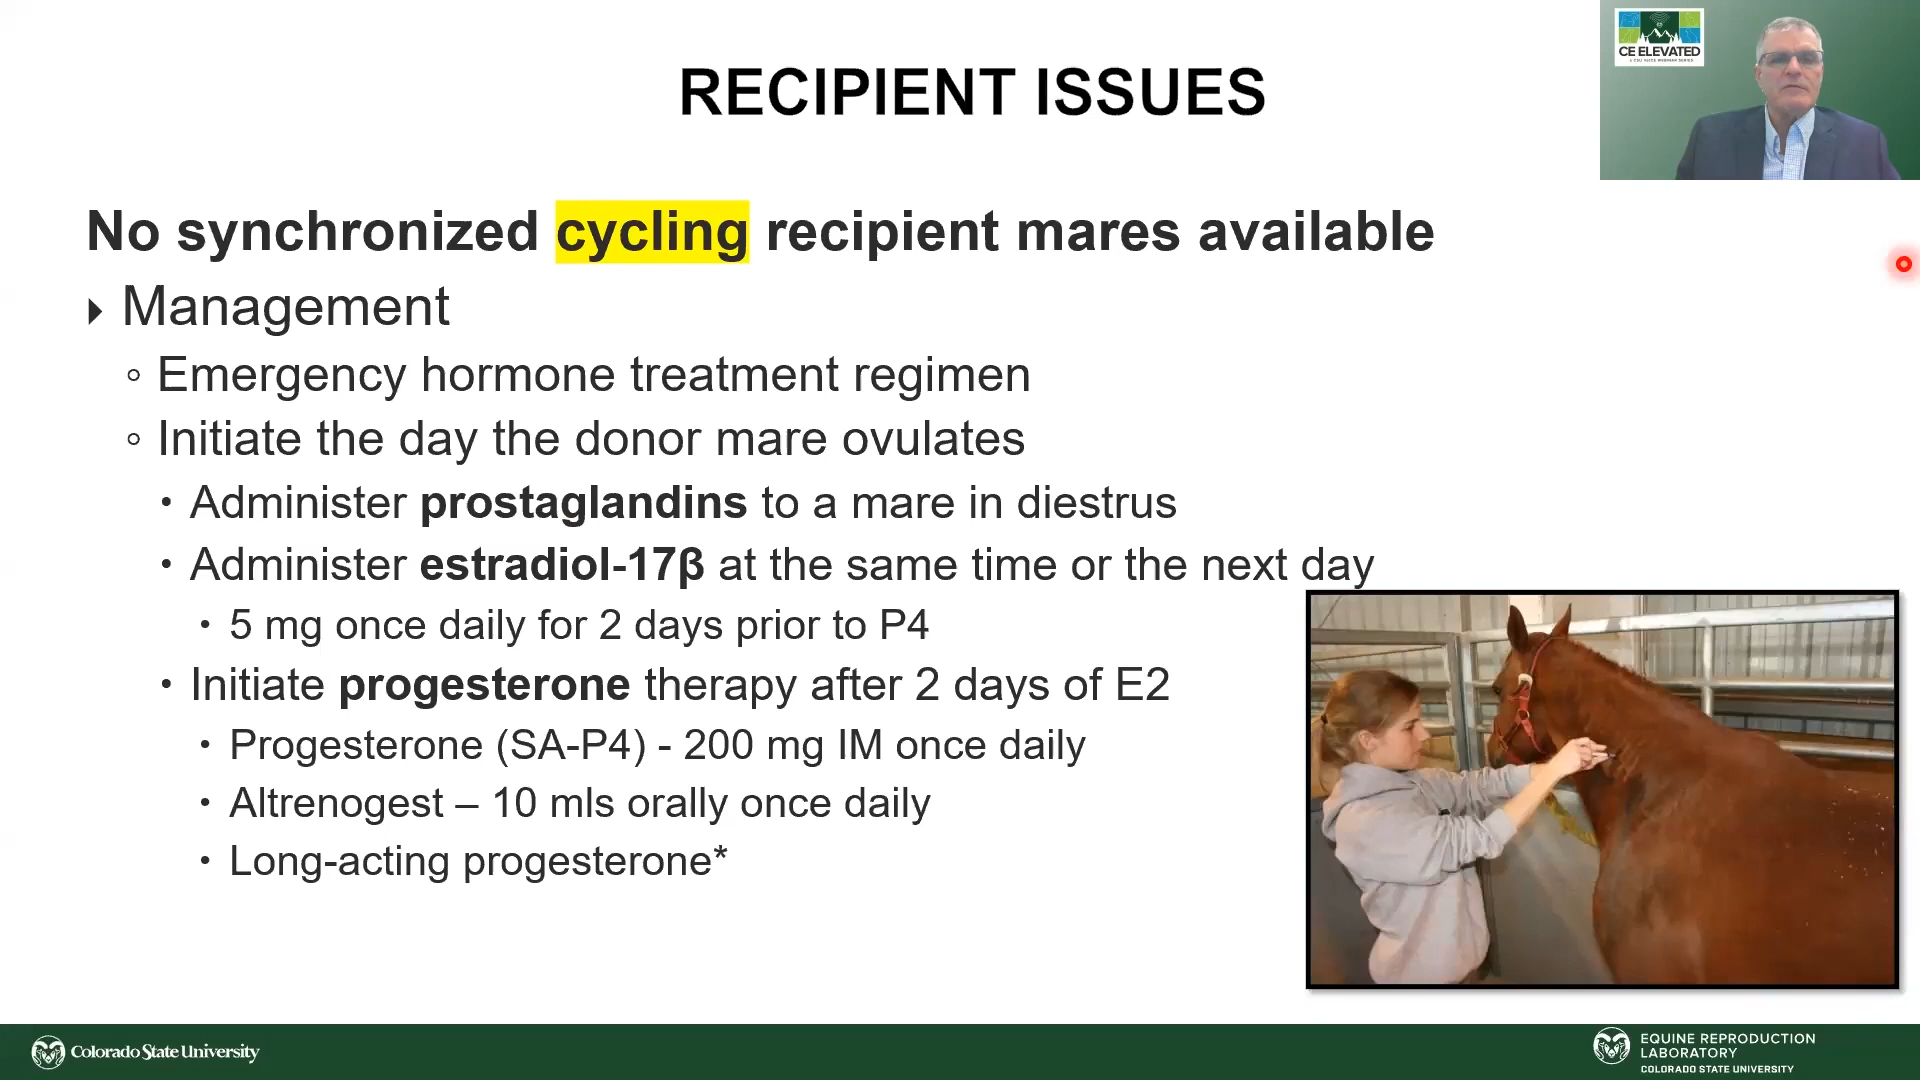 CE ELEVATED
A CSU VetCE WEBINAR SERIES
RECIPIENT ISSUES
No synchronized cycling recipient mares available
Management
Emergency hormone treatment regimen
Initiate the day the donor mare ovulates
Administer prostaglandins to a mare in diestrus
Administer estradiol-17β at the same time or the next day
5 mg once daily for 2 days prior to P4
Initiate progesterone therapy after 2 days of E2
Progesterone (SA-P4) - 200 mg IM once daily
Altrenogest – 10 mls orally once daily
Long-acting progesterone*
Colorado State University
EQUINE REPRODUCTION
LABORATORY
COLORADO STATE UNIVERSITY